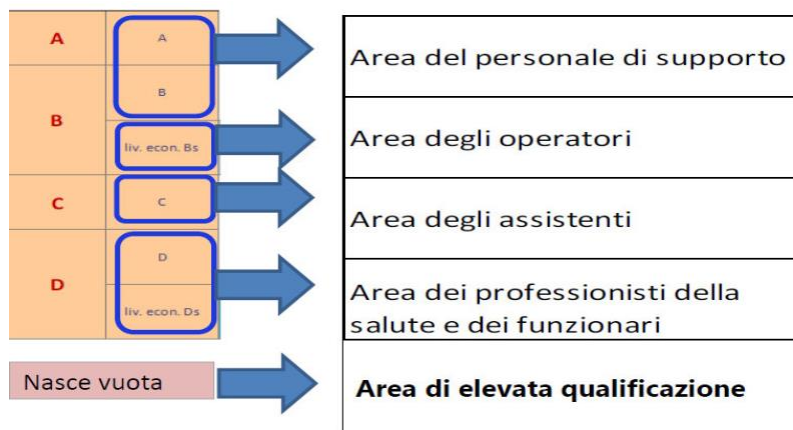 A
A
Area del personale di supporto
B
B
liv. econ. Bs
Area degli operatori
C
C
Area degli assistenti
D
D
liv. econ. Ds
Area dei professionisti della
salute e dei funzionari
Nasce vuota
Area di elevata qualificazione